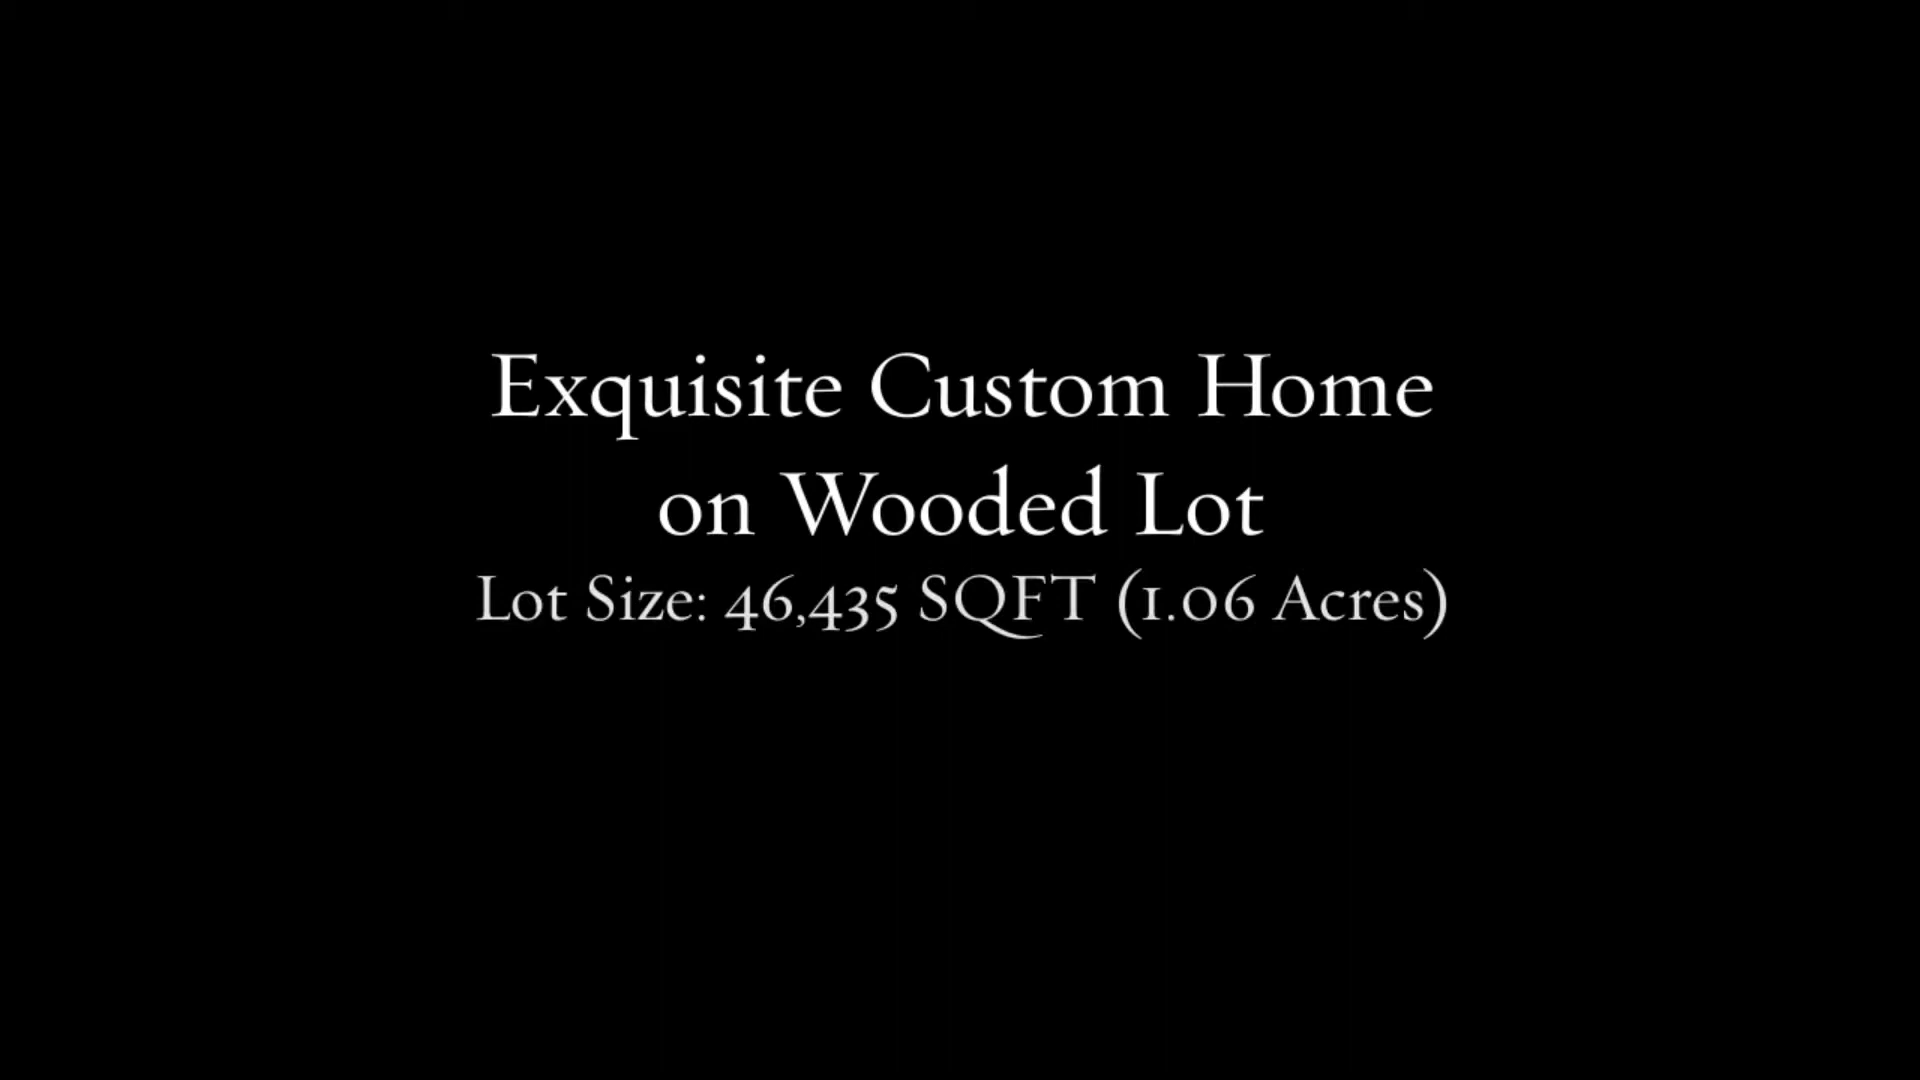 Exquisite Custom Home
on Wooded Lot
Lot Size: 46,435 SQFT (1.06 Acres)